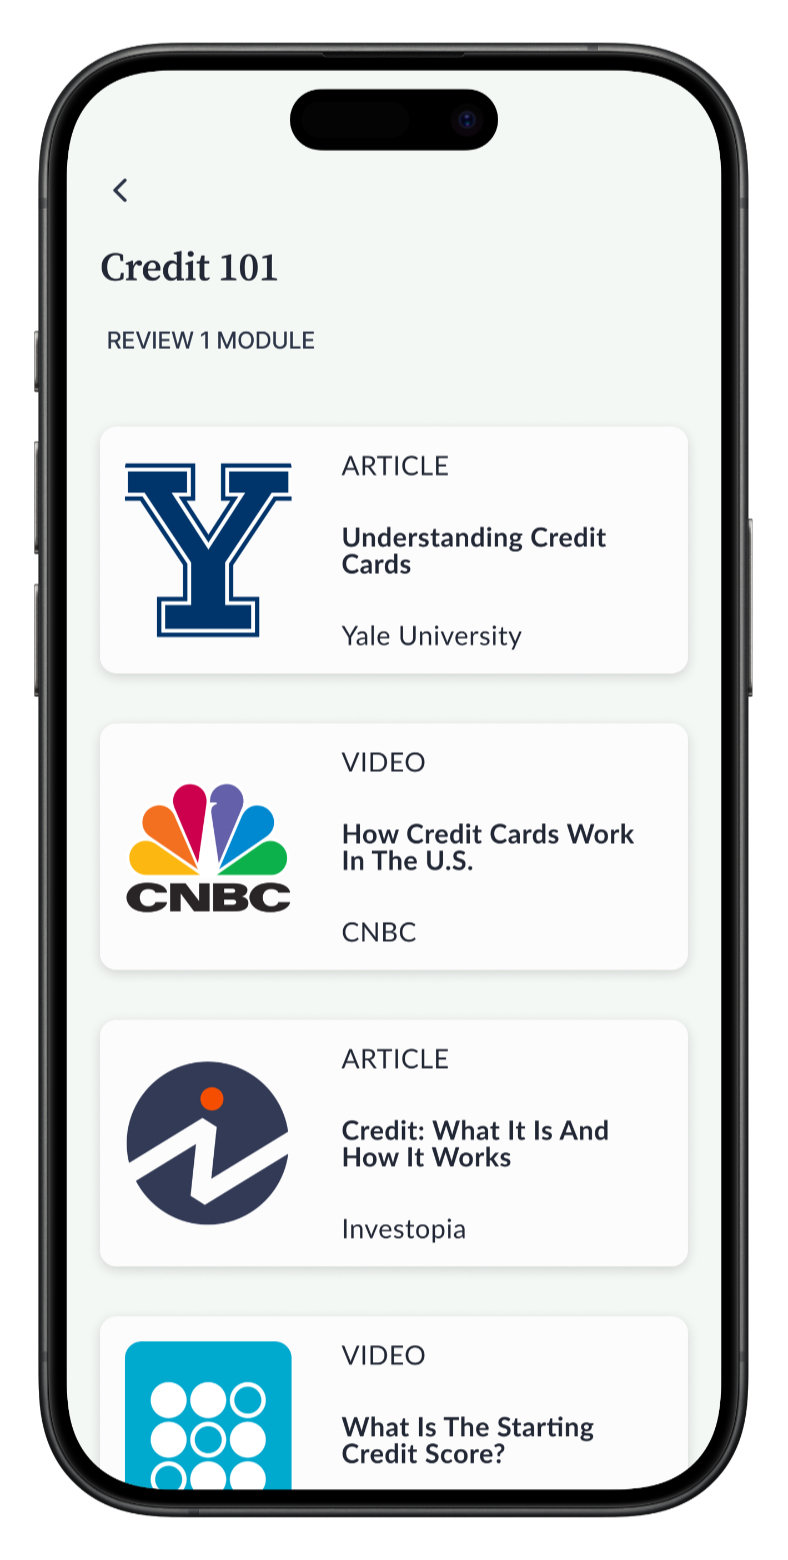 Credit 101
REVIEW 1 MODULE
Y
ARTICLE
Understanding Credit
Cards
Yale University
VIDEO
How Credit Cards Work
In The U.S.
CNBC
CNBC
ARTICLE
Credit: What It Is And
How It Works
Investopia
VIDEO
What Is The Starting
Credit Score?